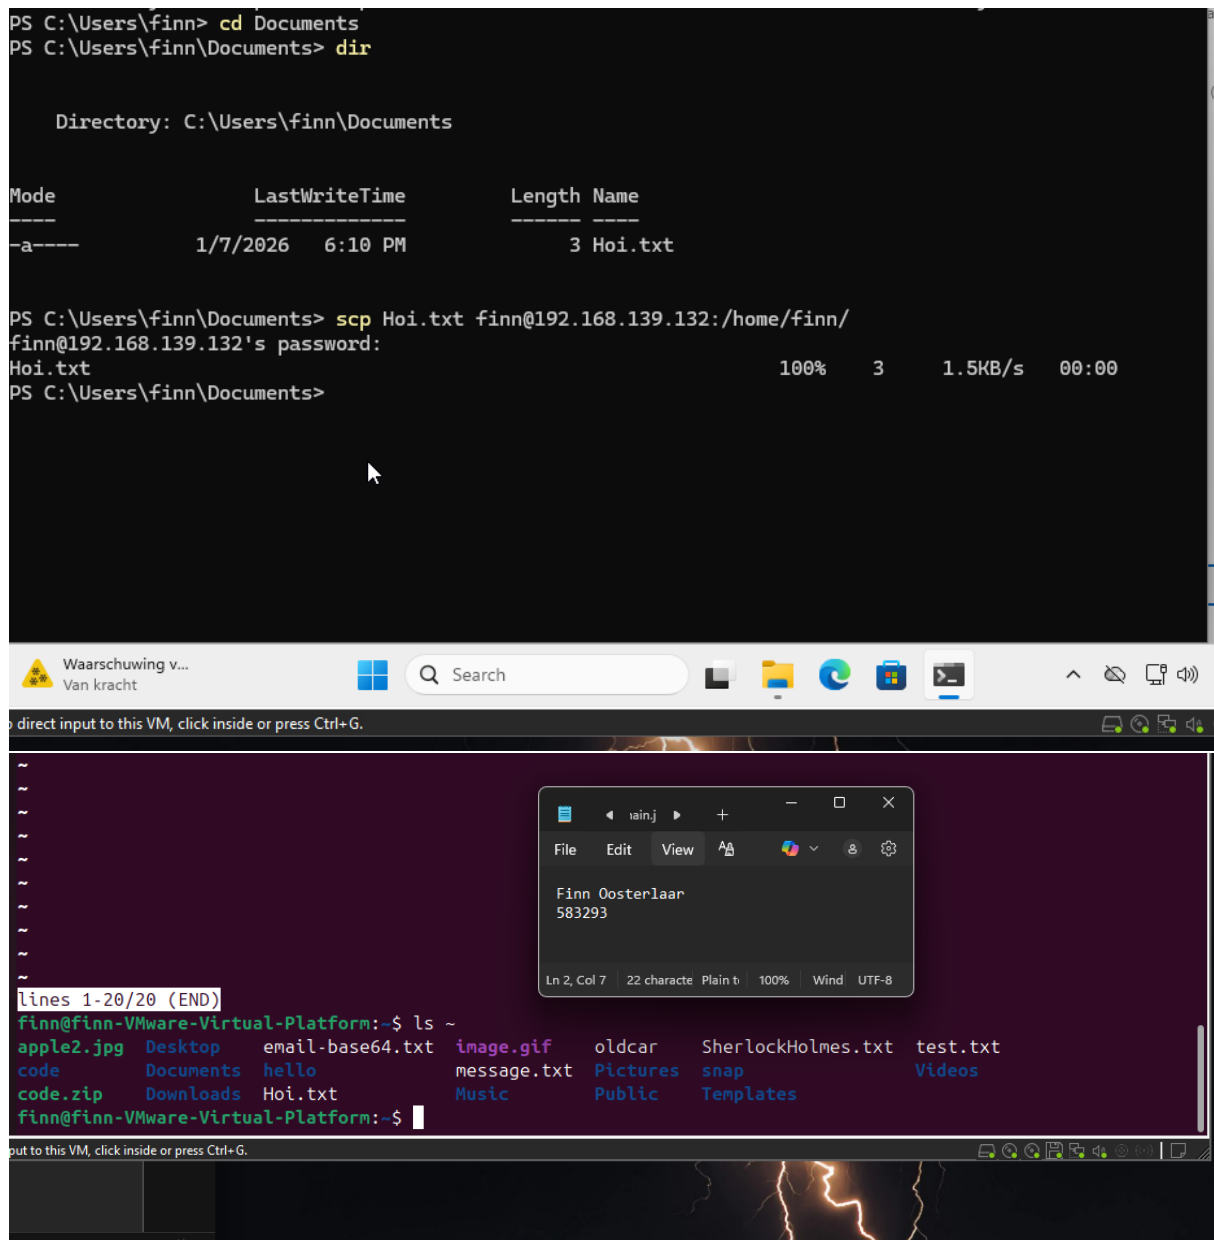 PS C:\Users\finn> cd Documents
PS C:\Users\finn\Documents> dir
Directory: C:\Users\finn\Documents
Mode LastWriteTime Length Name
---- ------------- ------ ----
-a---- 1/7/2026 6:10 PM 3 Hoi.txt
PS C:\Users\finn\Documents> scp Hoi.txt finn@192.168.139.132:/home/finn/
finn@192.168.139.132's password:
Hoi.txt 100% 3 1.5KB/s 00:00
PS C:\Users\finn\Documents>
Waarschuwing v...
Van kracht
Search
direct input to this VM, click inside or press Ctrl+G.
~
~
~
~
~
~
~
~
~
~
ain.j
File Edit View
Finn Oosterlaar
583293
Ln 2, Col 7 22 characte Plain t 100% Wind UTF-8
lines 1-20/20 (END)
finn@finn-VMware-Virtual-Platform:~$ ls ~
apple2.jpg Desktop email-base64.txt image.gif oldcar SherlockHolmes.txt test.txt
code Documents hello message.txt Pictures snap Videos
code.zip Downloads Hoi.txt Music Public Templates
finn@finn-VMware-Virtual-Platform:~$
put to this VM, click inside or press Ctrl+G.